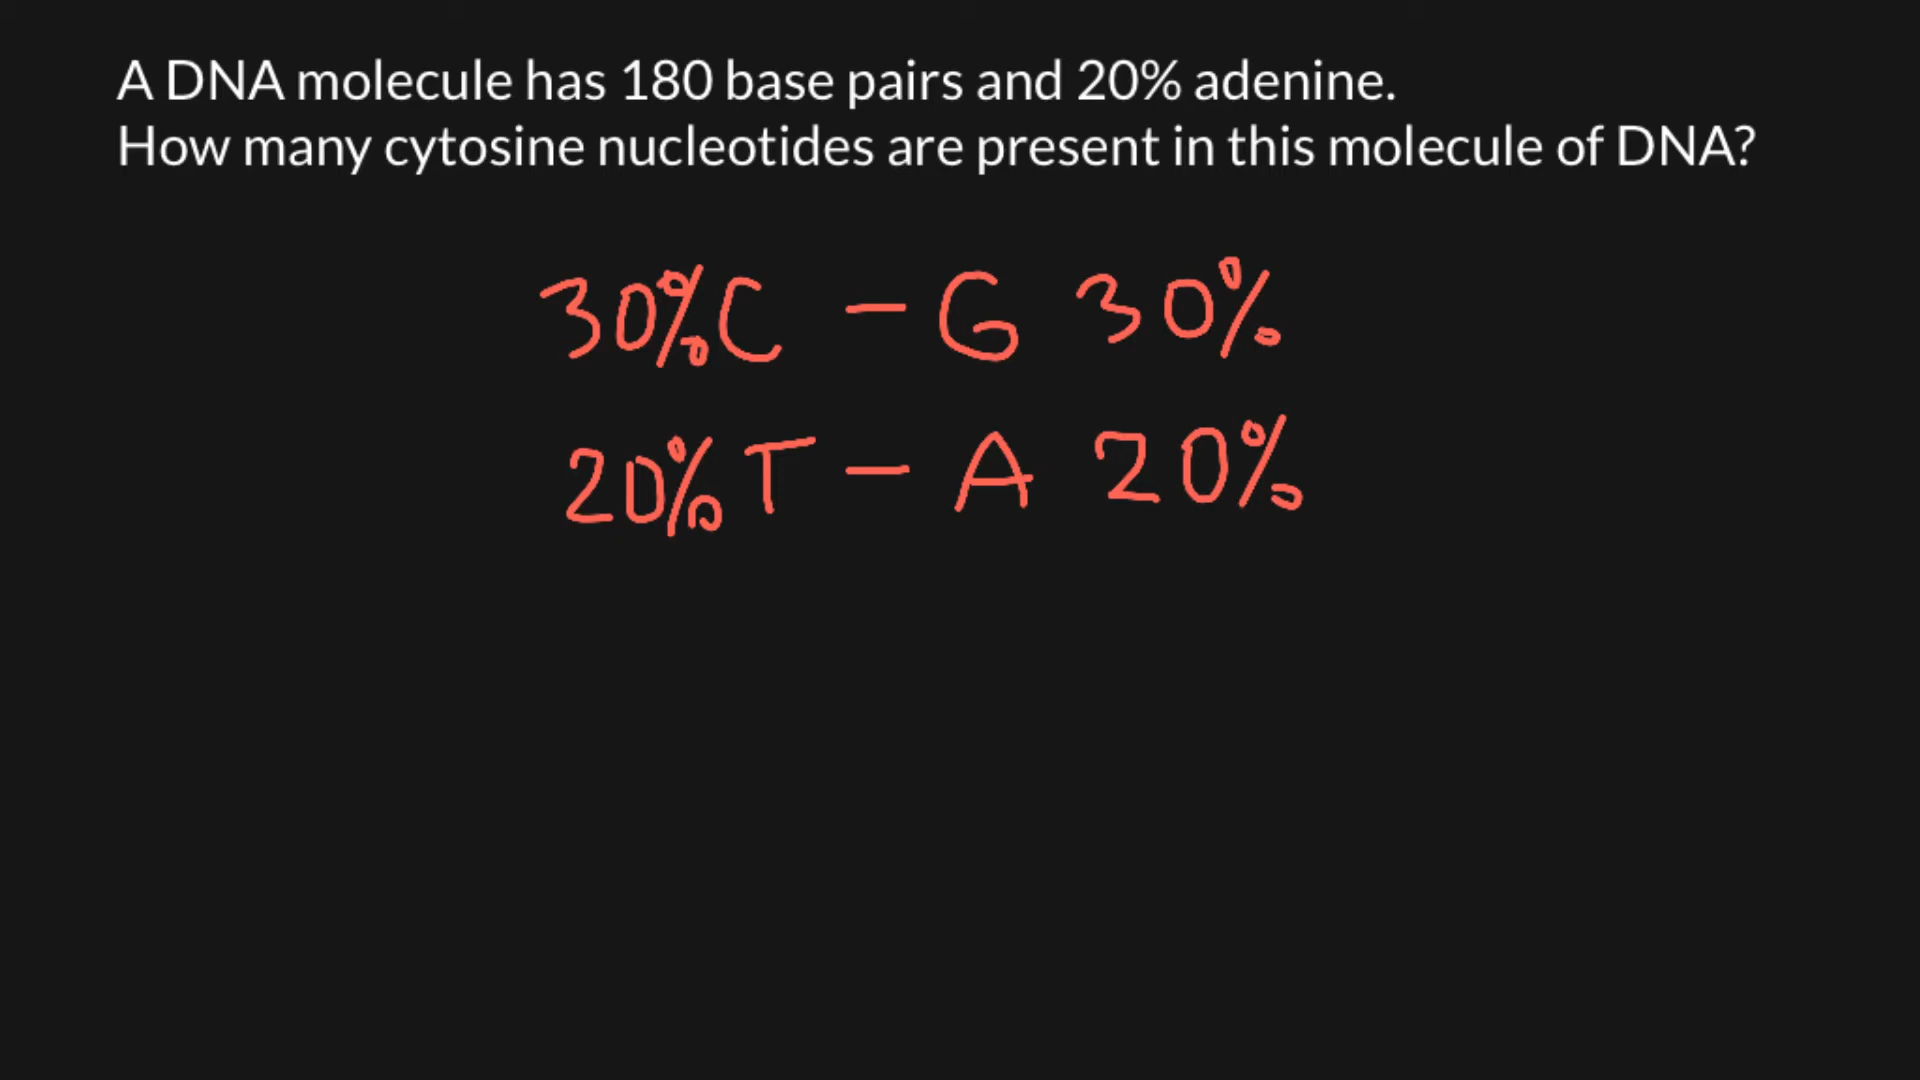 A DNA molecule has 180 base pairs and 20% adenine.
How many cytosine nucleotides are present in this molecule of DNA?
30%C - G 30%
20%T - A 20%